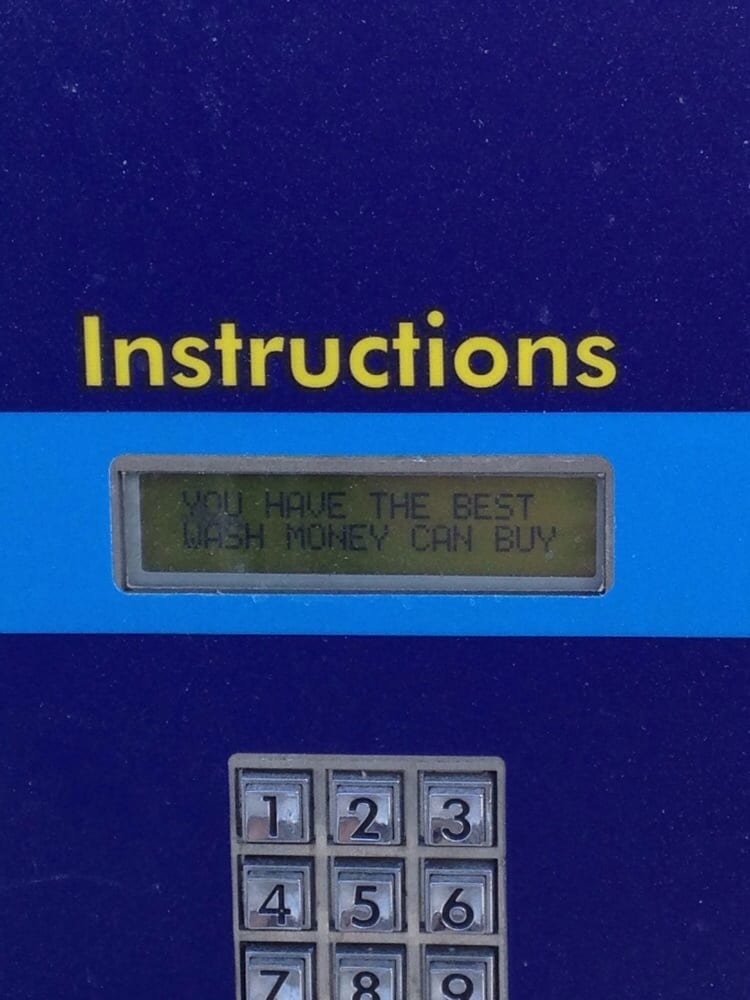 Instructions
YOU HAVE THE BEST
WASH MONEY CAN BUY
1 2 3
4 5 6
7 8 9